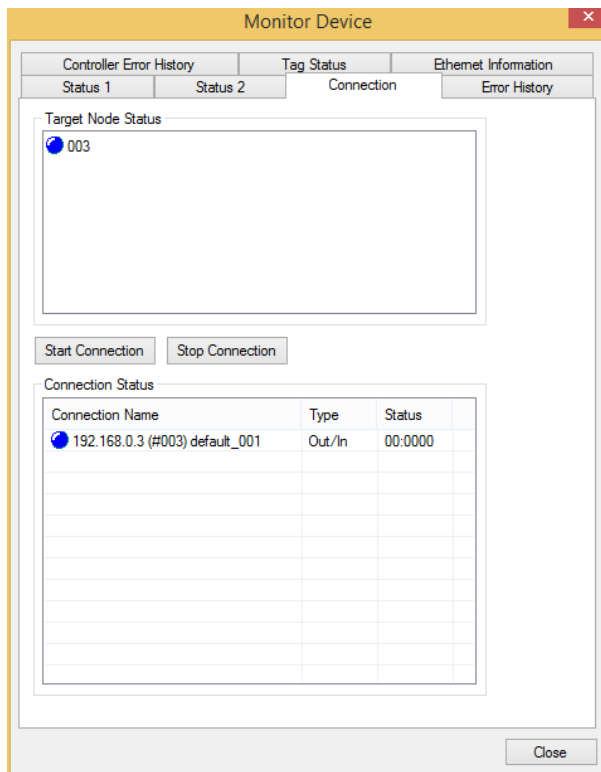 Monitor Device
Controller Error History Tag Status Ethernet Information
Status 1 Status 2 Connection Error History
Target Node Status
003
Start Connection Stop Connection
Connection Status
Connection Name Type Status
192.168.0.3 (#003) default_001 Out/In 00:0000
Close